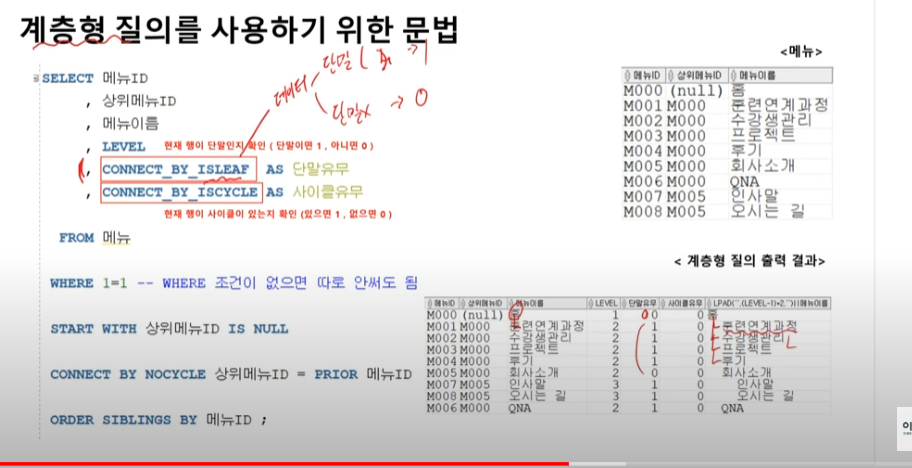 계층형 질의를 사용하기 위한 문법
데이터
단말
→ 1
단말x → 0
SELECT 메뉴ID
, 상위메뉴ID
, 메뉴이름
, LEVEL 현재 행이 단말인지 확인 ( 단말이면 1 , 아니면 0 )
, CONNECT_BY_ISLEAF AS 단말유무
, CONNECT_BY_ISCYCLE AS 사이클유무
현재 행이 사이클이 있는지 확인 (있으면 1 , 없으면 0 )
FROM 메뉴
WHERE 1=1 -- WHERE 조건이 없으면 따로 안써도 됨
START WITH 상위메뉴ID IS NULL
CONNECT BY NOCYCLE 상위메뉴ID = PRIOR 메뉴ID
ORDER SIBLINGS BY 메뉴ID ;
<메뉴>
메뉴ID 상위메뉴ID 메뉴이름
M000 (null) 홈
M001 M000 훈련연계과정
M002 M000 수강생관리
M003 M000 프로젝트
M004 M000 후기
M005 M000 회사소개
M006 M000 QNA
M007 M005 인사말
M008 M005 오시는 길
< 계층형 질의 출력 결과>
메뉴ID 상위메뉴ID 메뉴이름 LEVEL 단말유무 사이클유무 LPAD('',(LEVEL-1)*2,'')||메뉴이름
M000 (null) 홈 1 0 0 홈
M001 M000 훈련연계과정 2 1 0 훈련연계과정
M002 M000 수강생관리 2 1 0 수강생관리
M003 M000 프로젝트 2 1 0 프로젝트
M004 M000 후기 2 1 0 후기
M005 M000 회사소개 2 0 0 회사소개
M007 M005 인사말 3 1 0 인사말
M008 M005 오시는 길 3 1 0 오시는 길
M006 M000 QNA 2 1 0 QNA